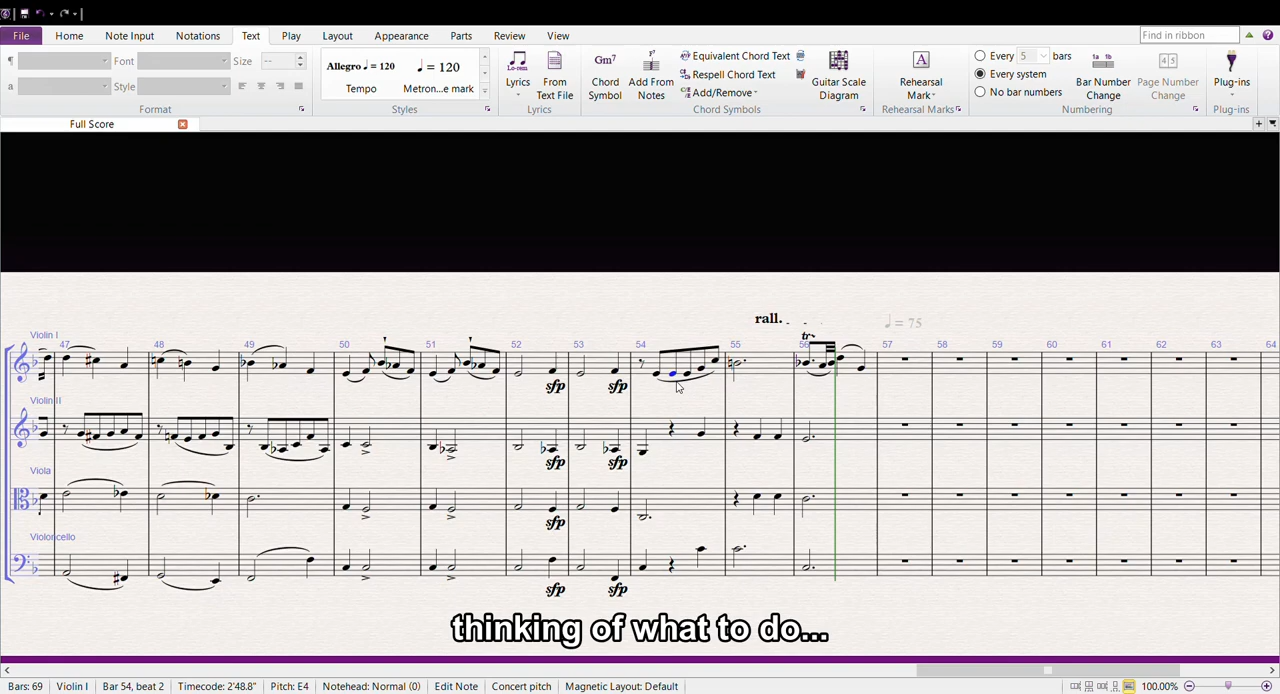 File Home Note Input Notations Text Play Layout Appearance Parts Review View Find in ribbon
Font Size -- Allegro ♩ = 120 ♩ = 120 Gm7 Equivalent Chord Text Every 5 bars
Style Tempo Metron...e mark Lyrics From Text File Chord Symbol Add From Notes Respell Chord Text Add/Remove Guitar Scale Diagram Rehearsal Mark Every system No bar numbers Bar Number Change Page Number Change Plug-ins
Format Styles Lyrics Chord Symbols Rehearsal Marks Numbering Plug-ins
Full Score
rall. ♩ = 75
Violin I tr
47 48 49 50 51 52 53 54 55 56 57 58 59 60 61 62 63 64
sfp sfp
Violin II
sfp sfp
Viola
sfp
Violoncello
sfp sfp
thinking of what to do...
Bars: 69 Violin I Bar 54, beat 2 Timecode: 2'48.8" Pitch: E4 Notehead: Normal (0) Edit Note Concert pitch Magnetic Layout: Default 100.00%